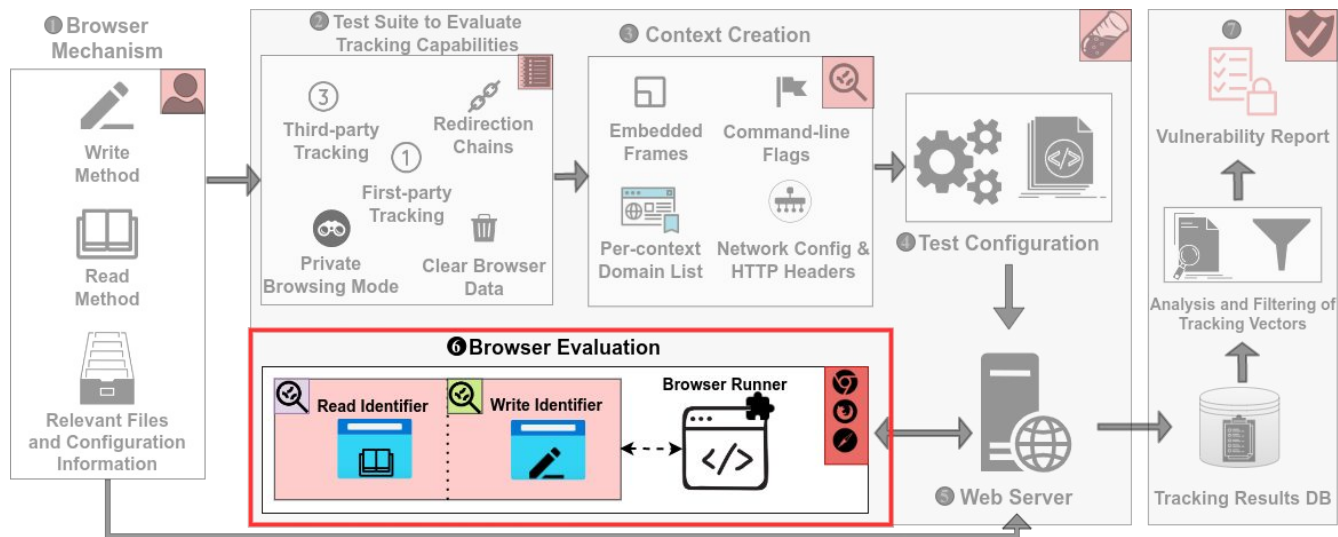 ❶ Browser
Mechanism
Write
Method
Read
Method
Relevant Files
and Configuration
Information
❷ Test Suite to Evaluate
Tracking Capabilities
3
Third-party
Tracking
Redirection
Chains
1
First-party
Tracking
Private
Browsing Mode
Clear Browser
Data
❸ Context Creation
Embedded
Frames
Command-line
Flags
Per-context
Domain List
Network Config &
HTTP Headers
</>
❹ Test Configuration
❺ Web Server
❻ Browser Evaluation
Read Identifier
Write Identifier
Browser Runner
</>
❼
Vulnerability Report
Analysis and Filtering of
Tracking Vectors
Tracking Results DB